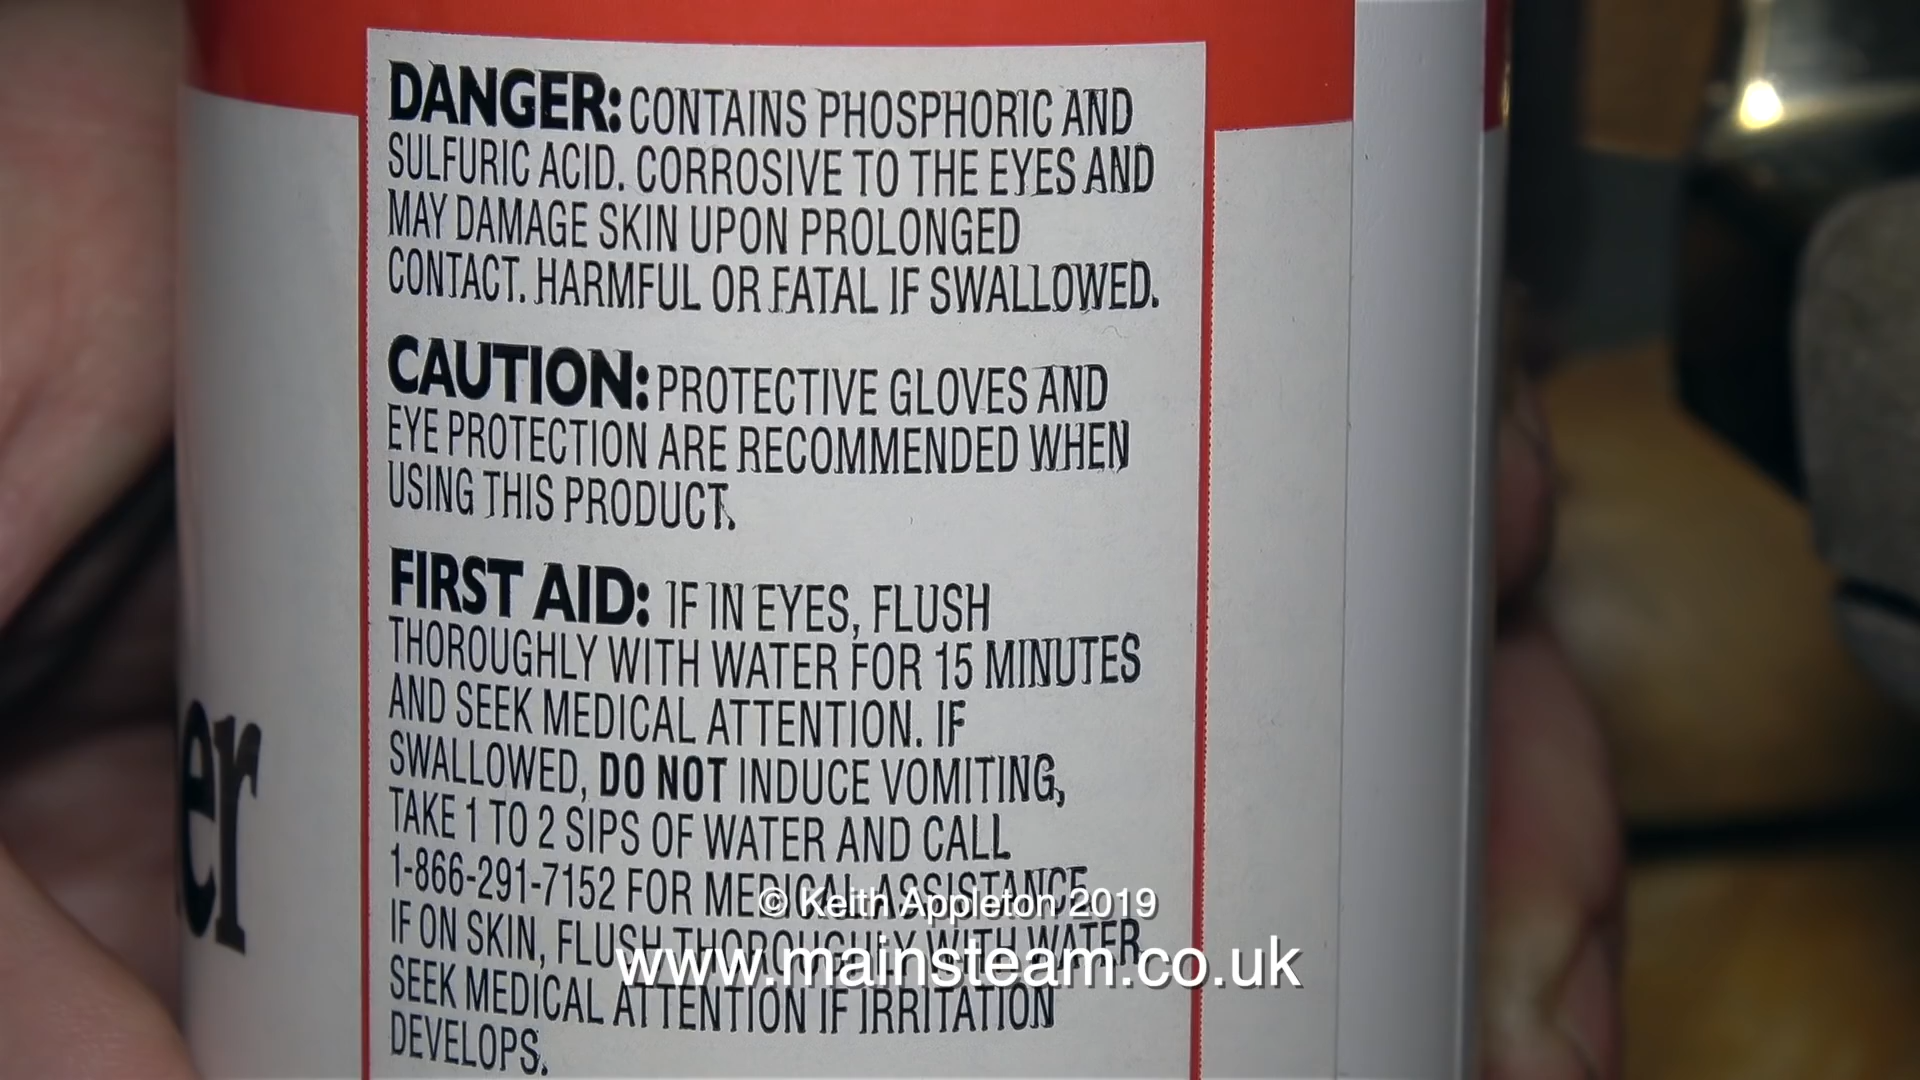 DANGER: CONTAINS PHOSPHORIC AND
SULFURIC ACID. CORROSIVE TO THE EYES AND
MAY DAMAGE SKIN UPON PROLONGED
CONTACT. HARMFUL OR FATAL IF SWALLOWED.
CAUTION: PROTECTIVE GLOVES AND
EYE PROTECTION ARE RECOMMENDED WHEN
USING THIS PRODUCT.
FIRST AID: IF IN EYES, FLUSH
THOROUGHLY WITH WATER FOR 15 MINUTES
AND SEEK MEDICAL ATTENTION. IF
SWALLOWED, DO NOT INDUCE VOMITING,
TAKE 1 TO 2 SIPS OF WATER AND CALL
1-866-291-7152 FOR MEDICAL ASSISTANCE.
IF ON SKIN, FLUSH THOROUGHLY WITH WATER.
SEEK MEDICAL ATTENTION IF IRRITATION
DEVELOPS.
er
© Keith Appleton 2019
www.mainsteam.co.uk